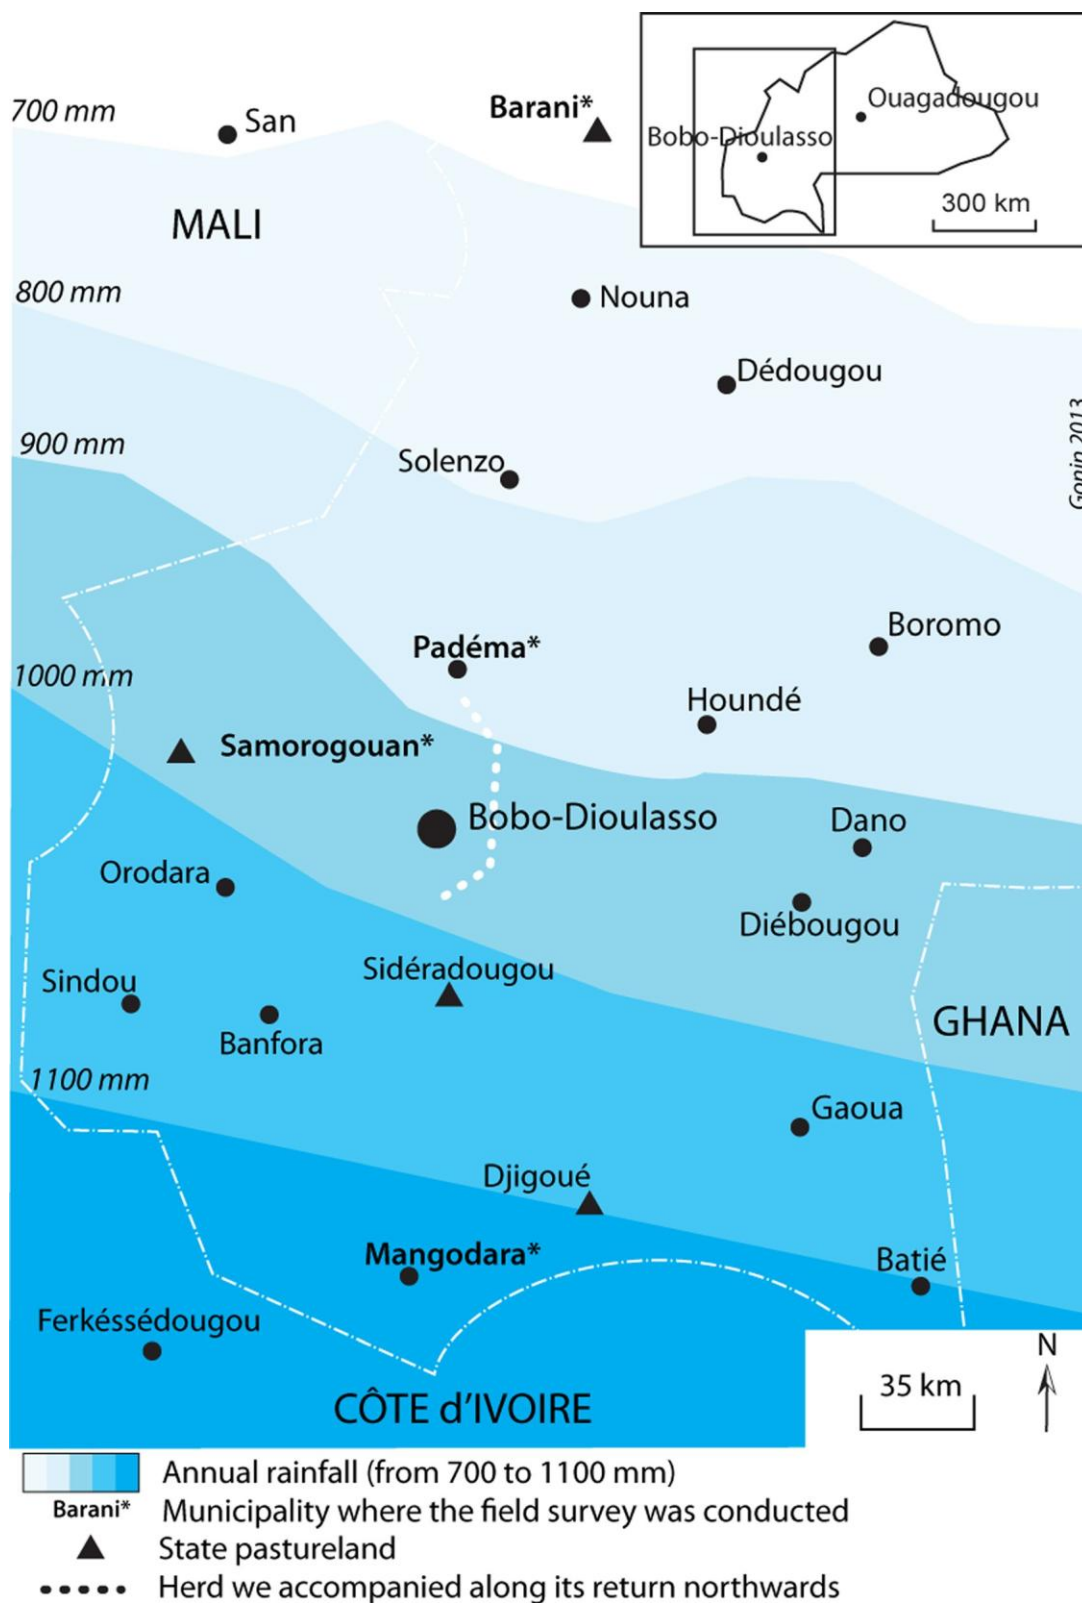 700 mm
San
Barani*
Ouagadougou
Bobo-Dioulasso
300 km
MALI
800 mm
Nouna
Dédougou
Gonin 2013
900 mm
Solenzo
Boromo
Padéma*
1000 mm
Houndé
Samorogouan*
Bobo-Dioulasso
Dano
Orodara
Diébougou
Sidéradougou
Sindou
GHANA
Banfora
1100 mm
Gaoua
Djigoué
Mangodara*
Batié
Ferkéssédougou
N
35 km
CÔTE d'IVOIRE
Annual rainfall (from 700 to 1100 mm)
Barani* Municipality where the field survey was conducted
State pastureland
Herd we accompanied along its return northwards